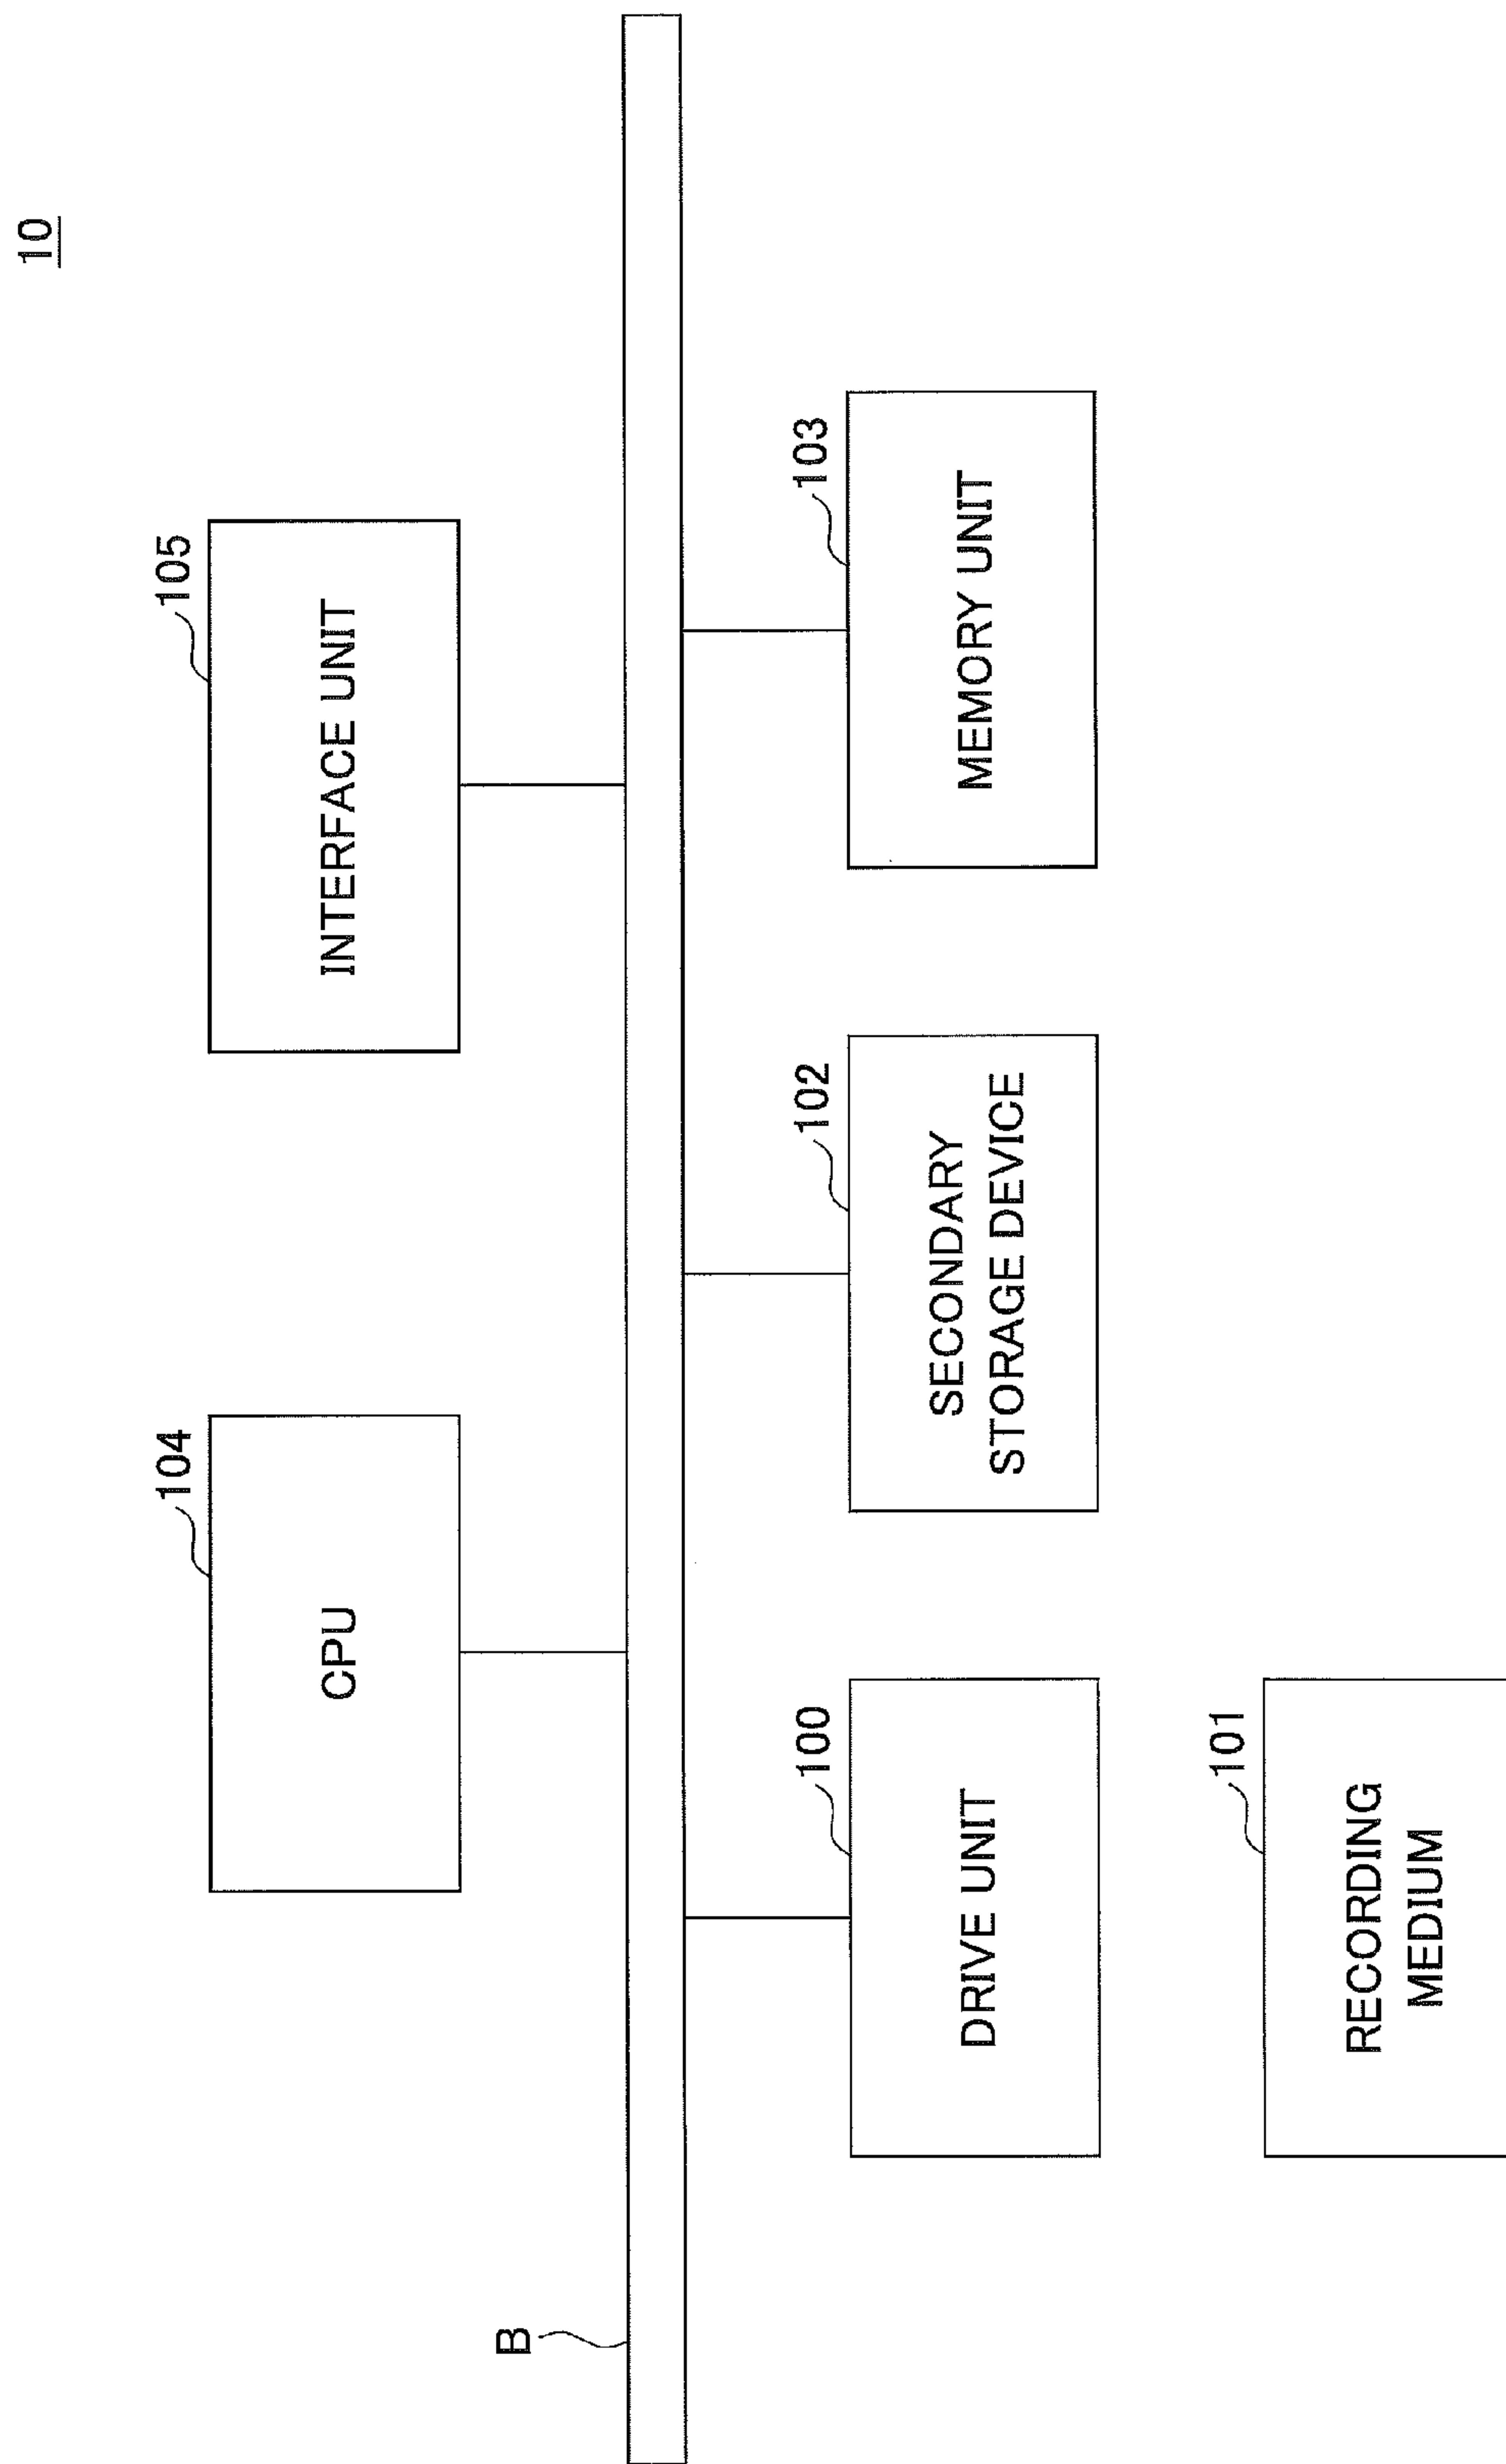 10
104
CPU
105
INTERFACE UNIT
B
100
DRIVE UNIT
102
SECONDARY
STORAGE DEVICE
103
MEMORY UNIT
101
RECORDING
MEDIUM